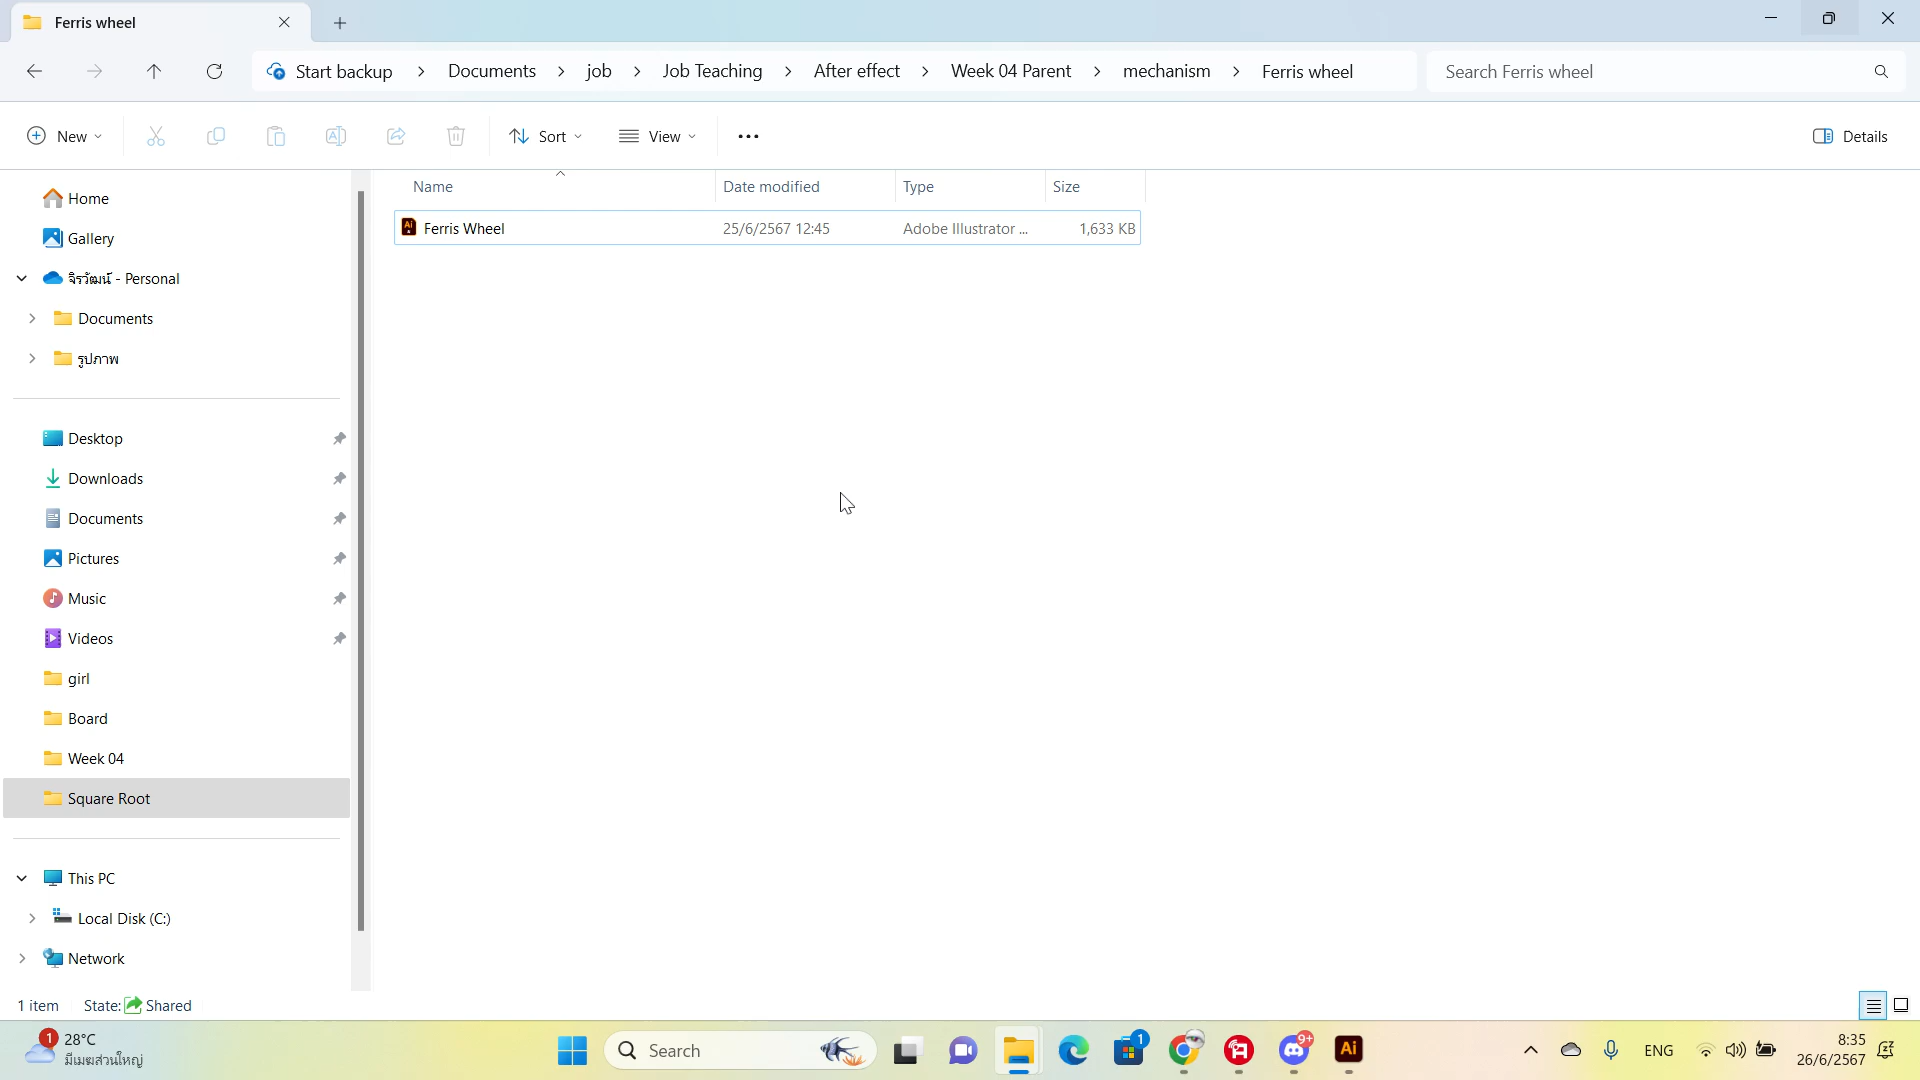 Ferris wheel
Start backup > Documents > job > Job Teaching > After effect > Week 04 Parent > mechanism > Ferris wheel
Search Ferris wheel
New
Sort
View
Details
Name Date modified Type Size
Ferris Wheel 25/6/2567 12:45 Adobe Illustrator ... 1,633 KB
Home
Gallery
จิรวัฒน์ - Personal
Documents
รูปภาพ
Desktop
Downloads
Documents
Pictures
Music
Videos
girl
Board
Week 04
Square Root
This PC
Local Disk (C:)
Network
1 item State: Shared
1 28°C
มีเมฆส่วนใหญ่
Search
1
9+
Ai
ENG
8:35
26/6/2567